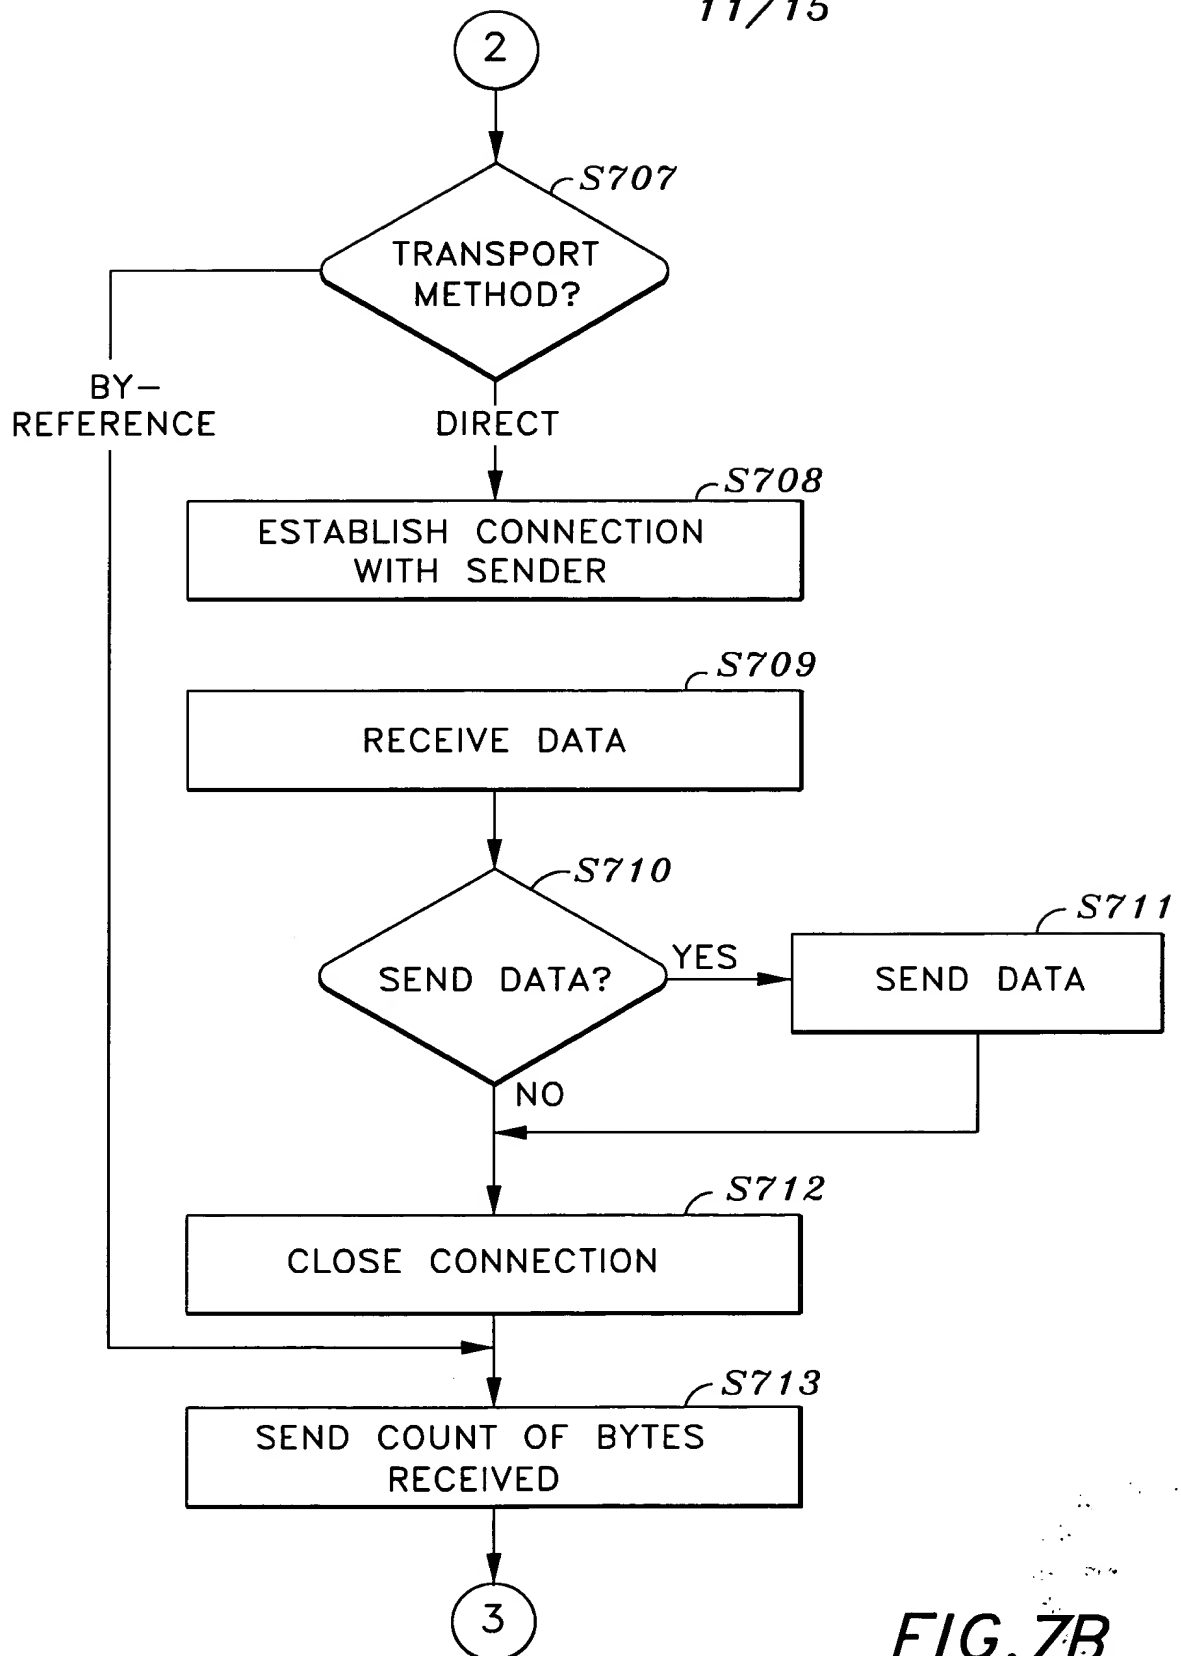 11/15
2
S707
TRANSPORT
METHOD?
BY-
REFERENCE
DIRECT
S708
ESTABLISH CONNECTION
WITH SENDER
S709
RECEIVE DATA
S710
SEND DATA?
YES
S711
SEND DATA
NO
S712
CLOSE CONNECTION
S713
SEND COUNT OF BYTES
RECEIVED
3
FIG. 7B